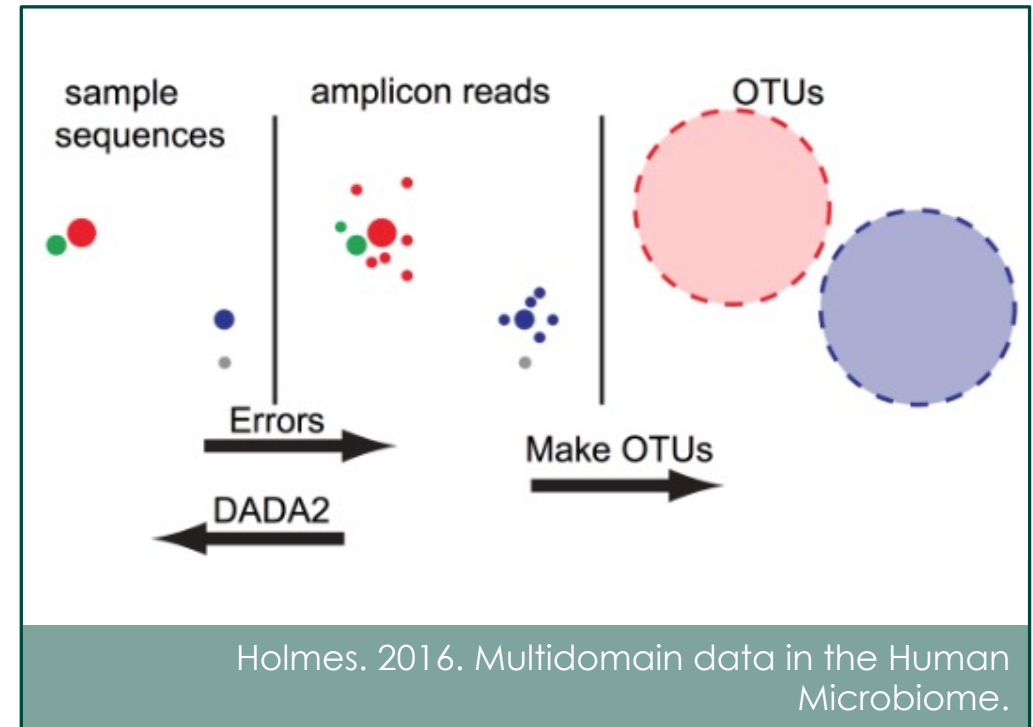 sample
sequences
amplicon reads
OTUs
Errors
DADA2
Make OTUs
Holmes. 2016. Multidomain data in the Human
Microbiome.